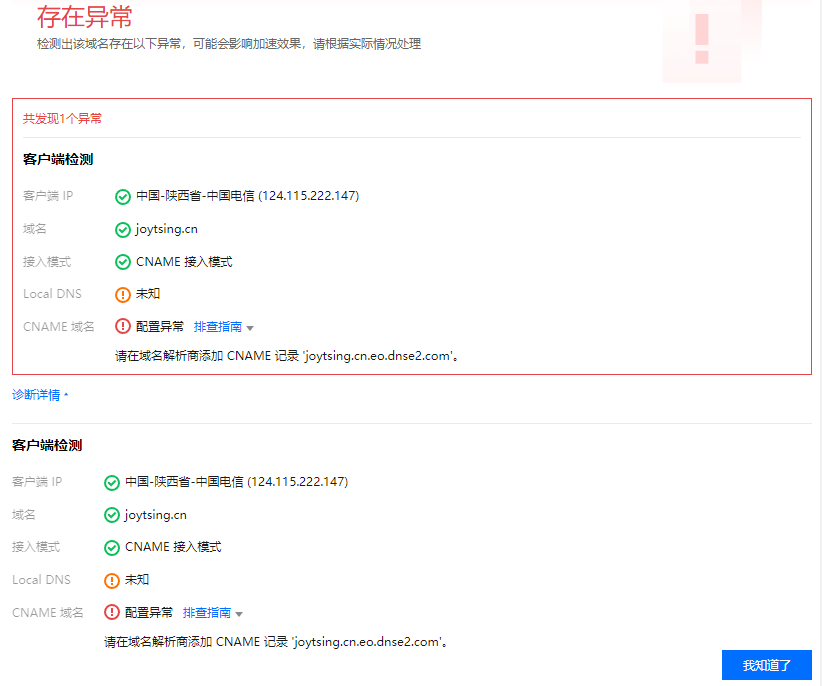 存在异常
检测出该域名存在以下异常，可能会影响加速效果，请根据实际情况处理
共发现1个异常
客户端检测
客户端 IP 中国-陕西省-中国电信 (124.115.222.147)
域名 joytsing.cn
接入模式 CNAME 接入模式
Local DNS 未知
CNAME 域名 配置异常 排查指南
请在域名解析商添加 CNAME 记录 'joytsing.cn.eo.dnse2.com'。
诊断详情
客户端检测
客户端 IP 中国-陕西省-中国电信 (124.115.222.147)
域名 joytsing.cn
接入模式 CNAME 接入模式
Local DNS 未知
CNAME 域名 配置异常 排查指南
请在域名解析商添加 CNAME 记录 'joytsing.cn.eo.dnse2.com'。
我知道了